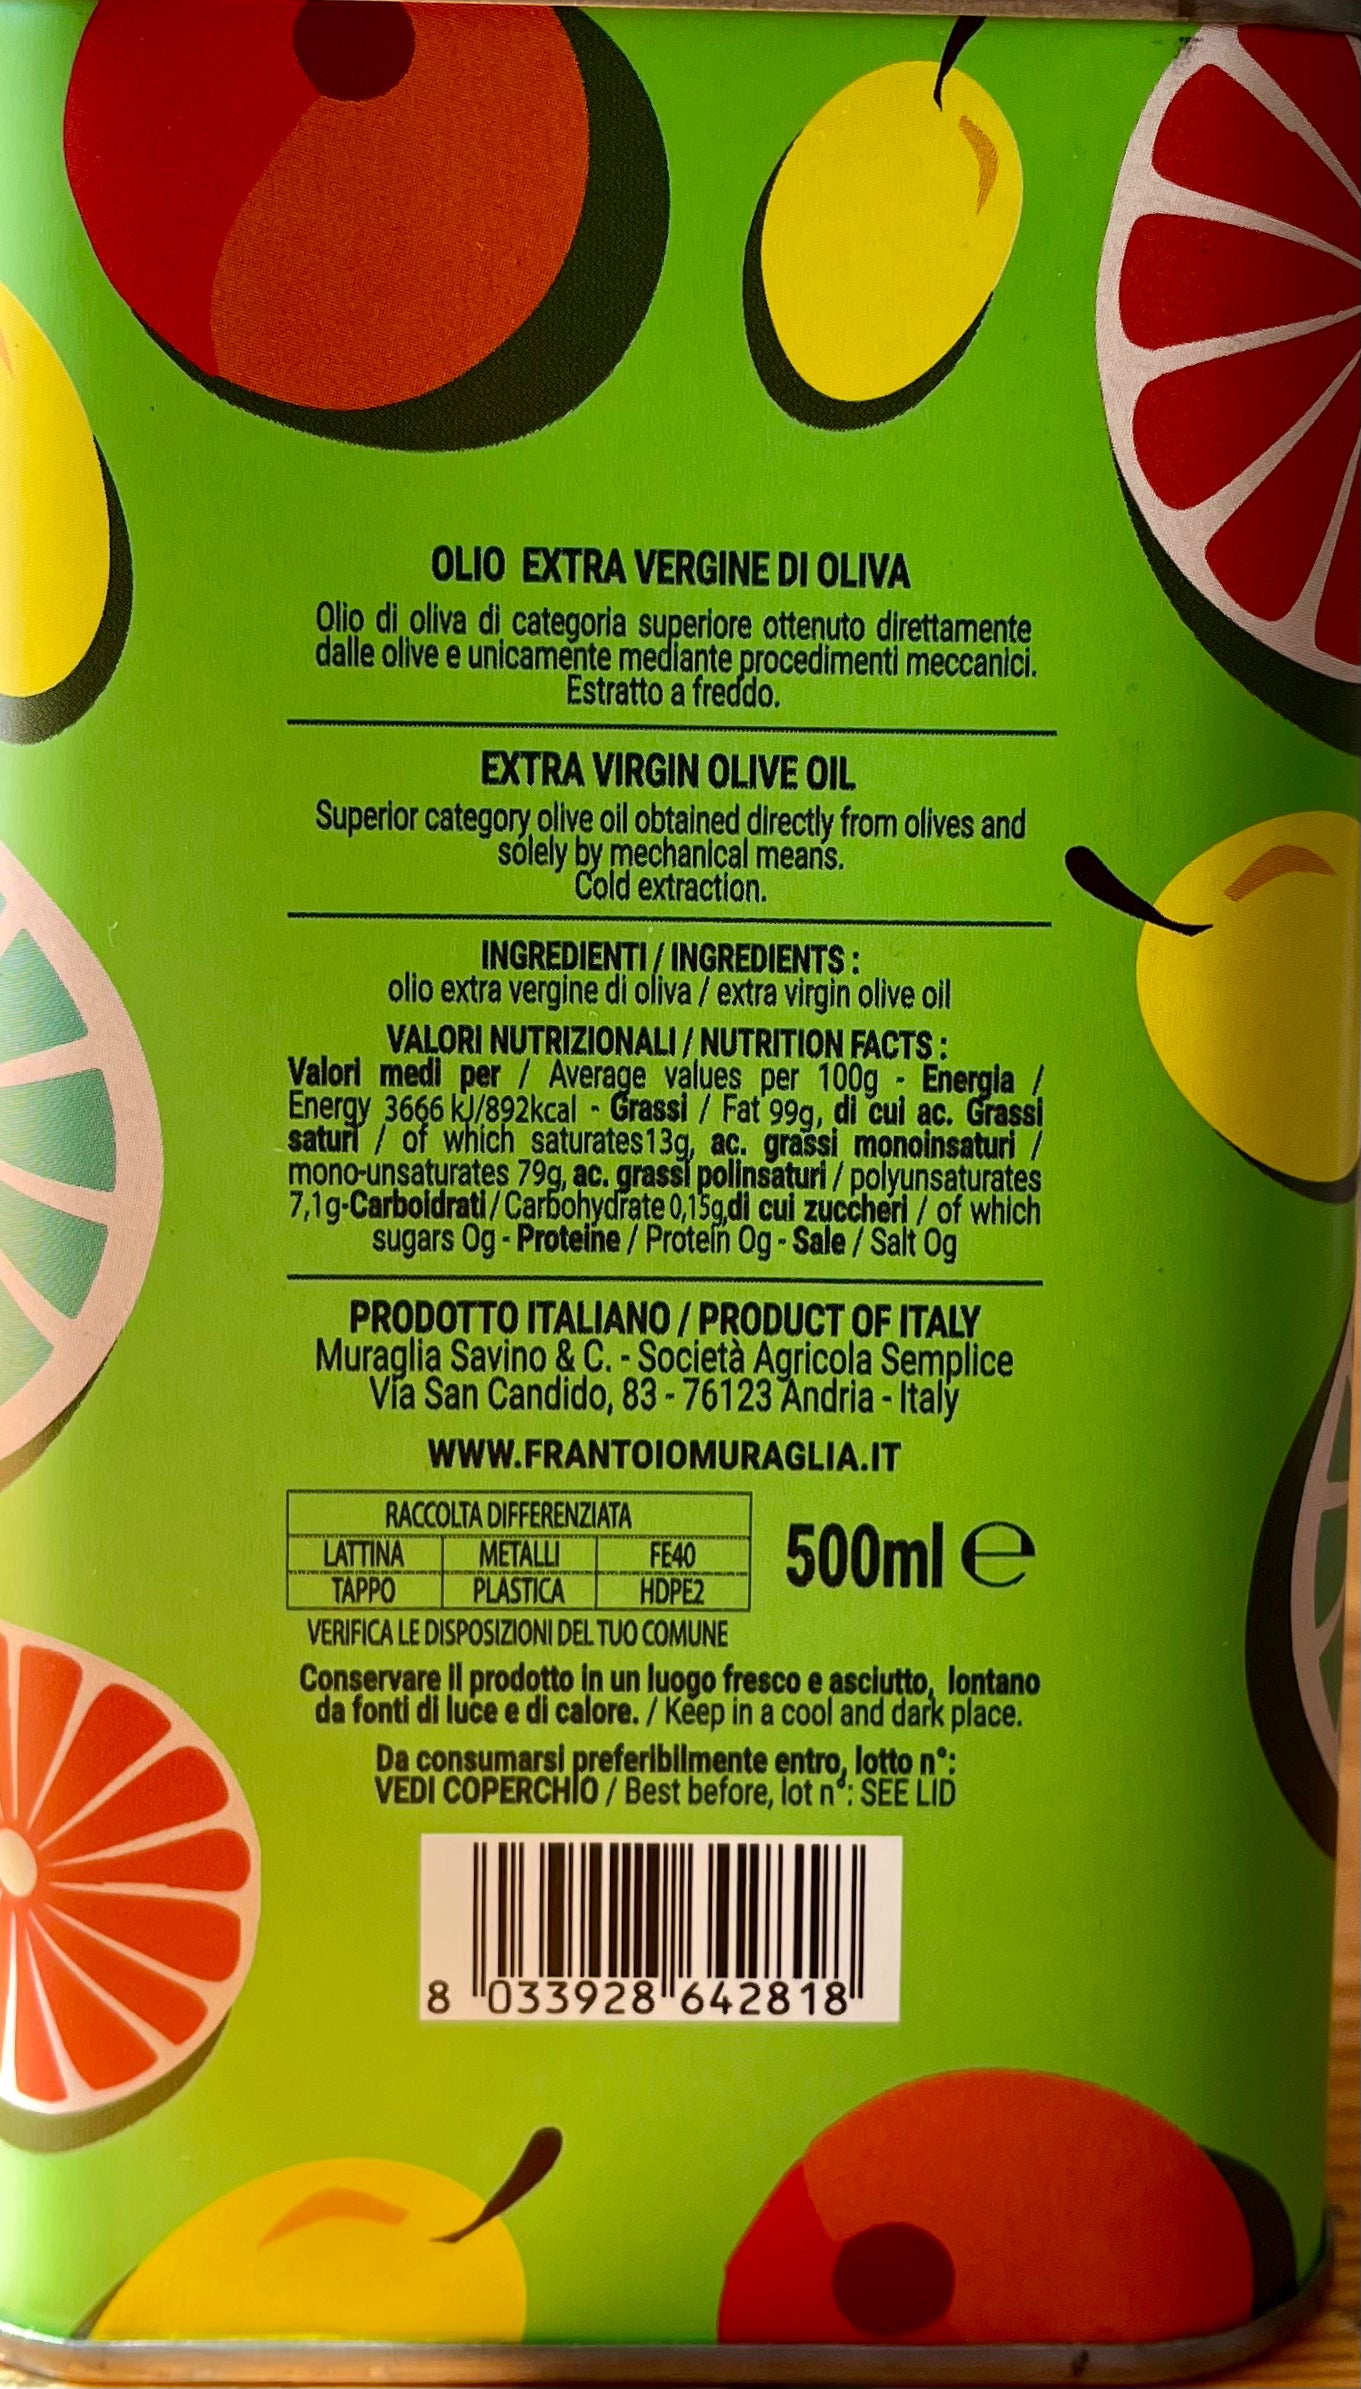 OLIO EXTRA VERGINE DI OLIVA
Olio di oliva di categoria superiore ottenuto direttamente
dalle olive e unicamente mediante procedimenti meccanici.
Estratto a freddo.
EXTRA VIRGIN OLIVE OIL
Superior category olive oil obtained directly from olives and
solely by mechanical means.
Cold extraction.
INGREDIENTI / INGREDIENTS :
olio extra vergine di oliva / extra virgin olive oil
VALORI NUTRIZIONALI / NUTRITION FACTS :
Valori medi per / Average values per 100g - Energia /
Energy 3666 kJ/892kcal - Grassi / Fat 99g, di cui ac. Grassi
saturi / of which saturates13g, ac. grassi monoinsaturi /
mono-unsaturates 79g, ac. grassi polinsaturi / polyunsaturates
7,1g-Carboidrati/Carbohydrate 0,15g,di cui zuccheri / of which
sugars 0g - Proteine / Protein 0g - Sale / Salt 0g
PRODOTTO ITALIANO / PRODUCT OF ITALY
Muraglia Savino & C. - Società Agricola Semplice
Via San Candido, 83 - 76123 Andria - Italy
WWW.FRANTOIOMURAGLIA.IT
RACCOLTA DIFFERENZIATA
LATTINA METALLI FE40
TAPPO PLASTICA HDPE2
500ml ℮
VERIFICA LE DISPOSIZIONI DEL TUO COMUNE
Conservare il prodotto in un luogo fresco e asciutto, lontano
da fonti di luce e di calore. / Keep in a cool and dark place.
Da consumarsi preferibilmente entro, lotto n°:
VEDI COPERCHIO / Best before, lot n°: SEE LID
8 033928 642818